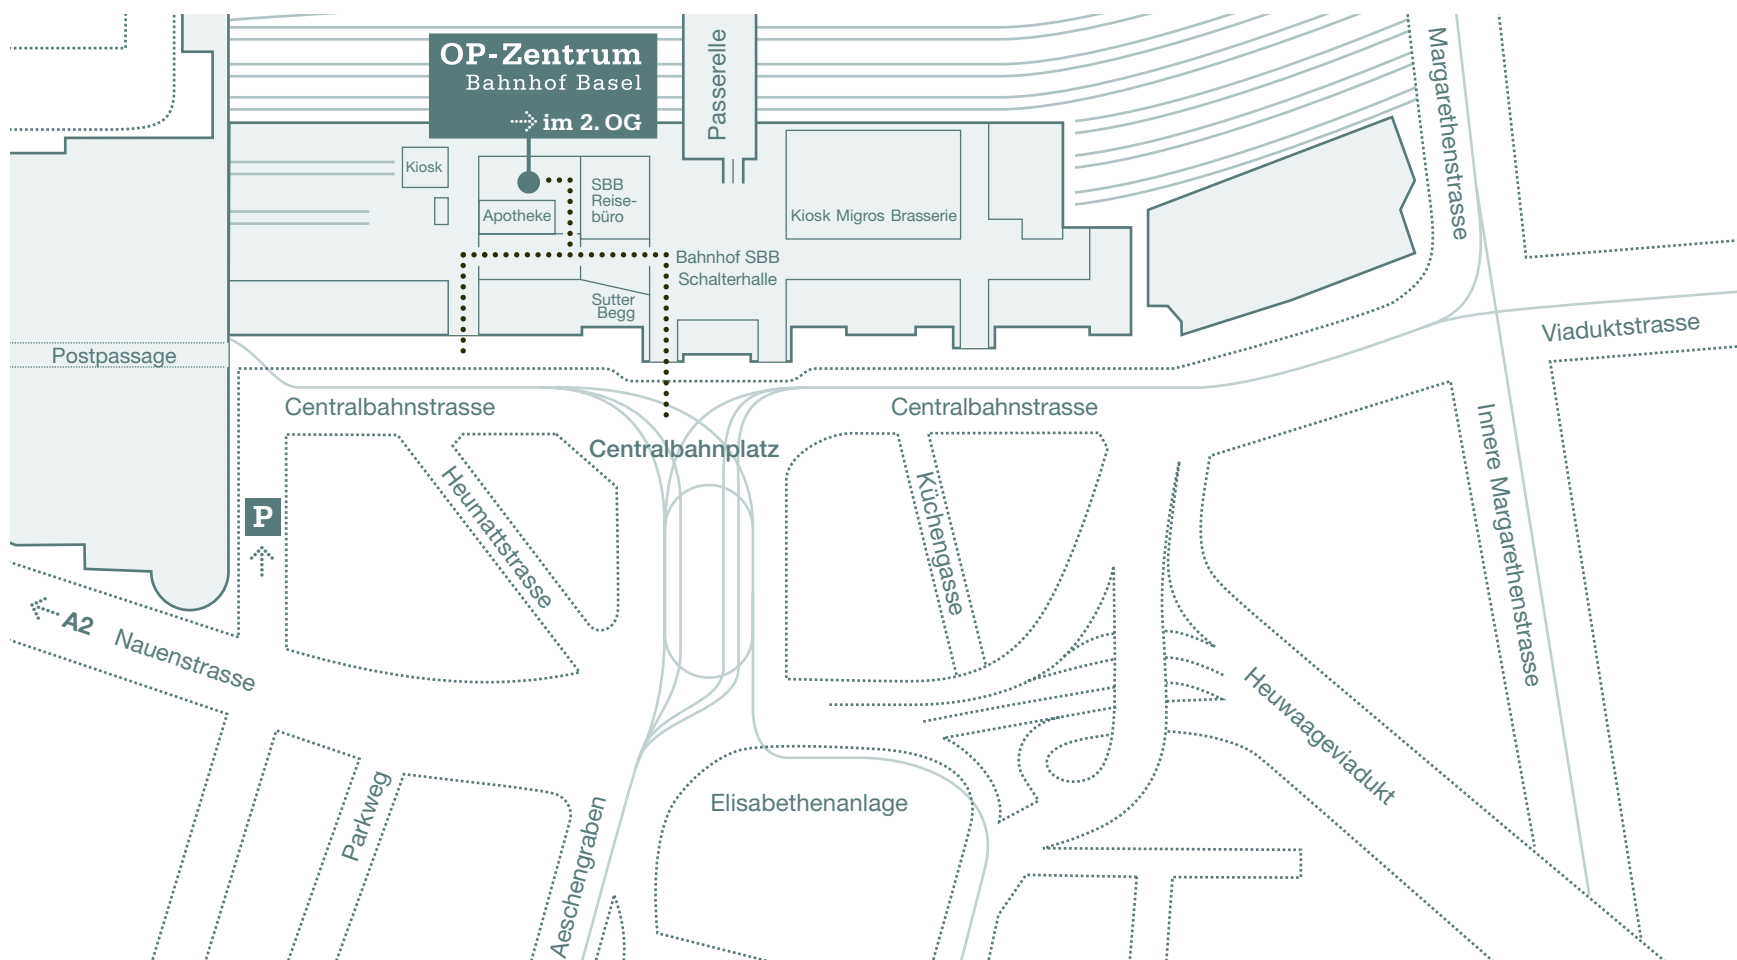 OP-Zentrum
Bahnhof Basel
im 2. OG
Passerelle
Margarethenstrasse
Kiosk
Apotheke
SBB
Reise-
büro
Kiosk Migros Brasserie
Bahnhof SBB
Schalterhalle
Sutter
Begg
Postpassage
Viaduktstrasse
Centralbahnstrasse
Centralbahnstrasse
Centralbahnplatz
Heumattstrasse
Küchengasse
Innere Margarethenstrasse
P
A2
Nauenstrasse
Heuwaageviadukt
Parkweg
Aeschengraben
Elisabethenanlage